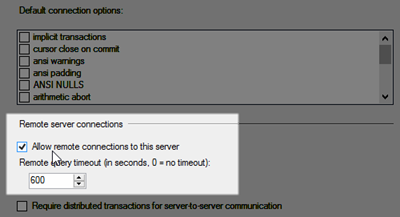 Default connection options:
implicit transactions
cursor close on commit
ansi warnings
ansi padding
ANSI NULLS
arithmetic abort
Remote server connections
Allow remote connections to this server
Remote query timeout (in seconds, 0 = no timeout):
600
Require distributed transactions for server-to-server communication